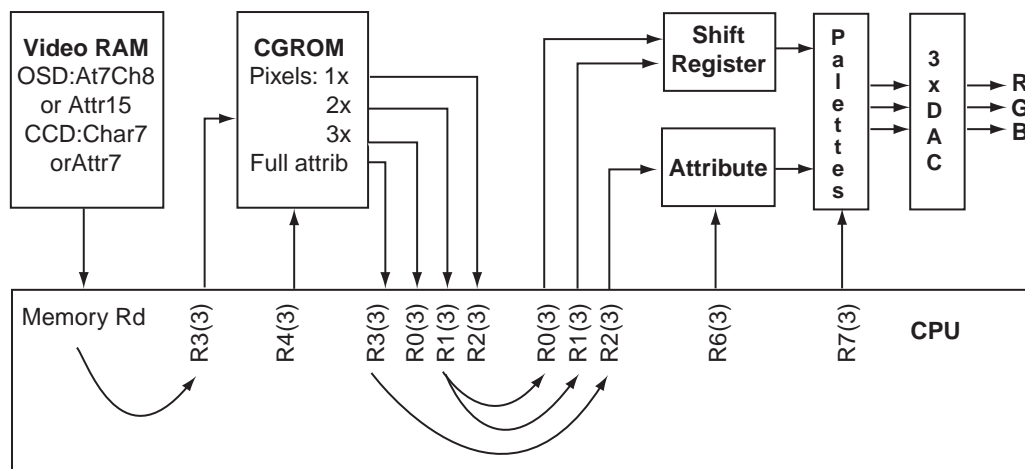 Video RAM
OSD:At7Ch8
or Attr15
CCD:Char7
orAttr7
CGROM
Pixels: 1x
2x
3x
Full attrib
Shift
Register
Attribute
Palettes
3xDAC
R
G
B
Memory Rd
R3(3)
R4(3)
R3(3)
R0(3)
R1(3)
R2(3)
R0(3)
R1(3)
R2(3)
R6(3)
R7(3)
CPU